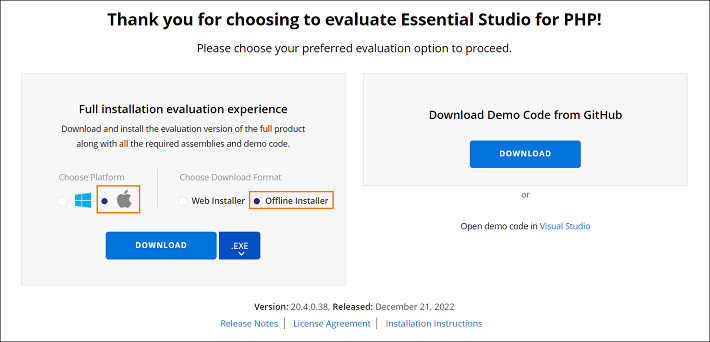 Thank you for choosing to evaluate Essential Studio for PHP!
Please choose your preferred evaluation option to proceed.
Full installation evaluation experience
Download and install the evaluation version of the full product
along with all the required assemblies and demo code.
Choose Platform
Choose Download Format
Web Installer
Offline Installer
DOWNLOAD
.EXE
Download Demo Code from GitHub
DOWNLOAD
or
Open demo code in Visual Studio
Version: 20.4.0.38, Released: December 21, 2022
Release Notes | License Agreement | Installation Instructions